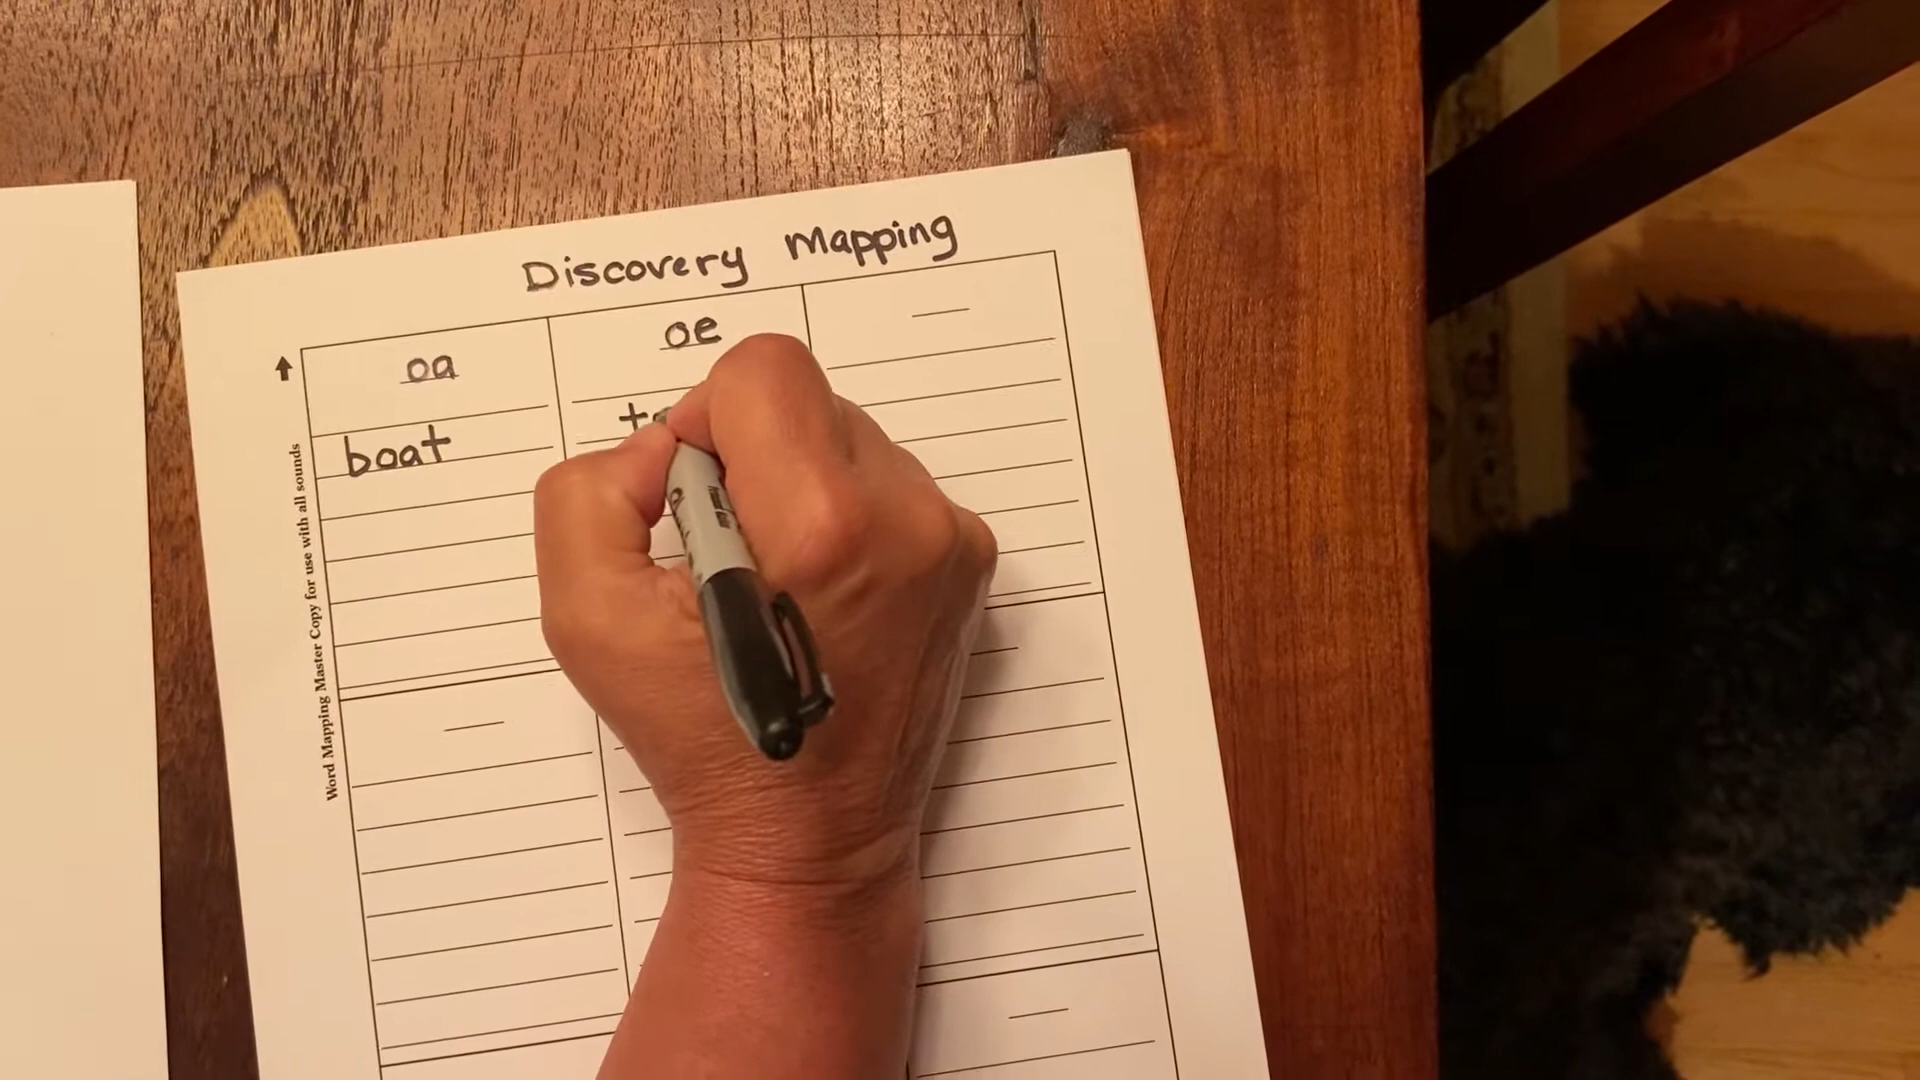 Discovery Mapping
oa
oe
boat
Word Mapping Master Copy for use with all sounds